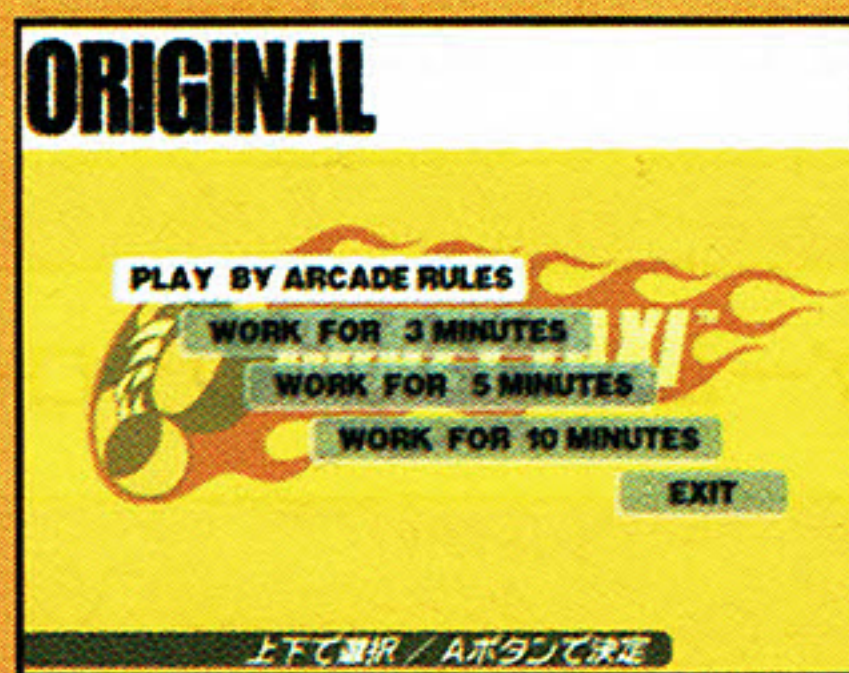 ORIGINAL
PLAY BY ARCADE RULES
WORK FOR 3 MINUTES
WORK FOR 5 MINUTES
WORK FOR 10 MINUTES
EXIT
上下で選択／Aボタンで決定